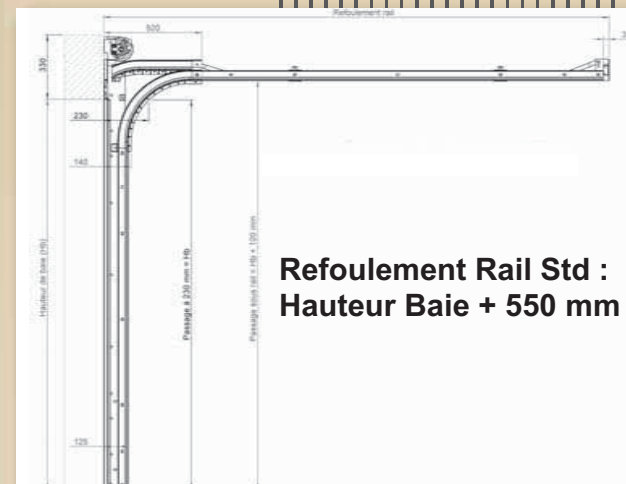 Refoulement rail
500
330
230
140
Hauteur de baie (Hb)
Passage à 230 mm = Hb
Passage sous rail = Hb + 100 mm
Refoulement Rail Std :
Hauteur Baie + 550 mm
125